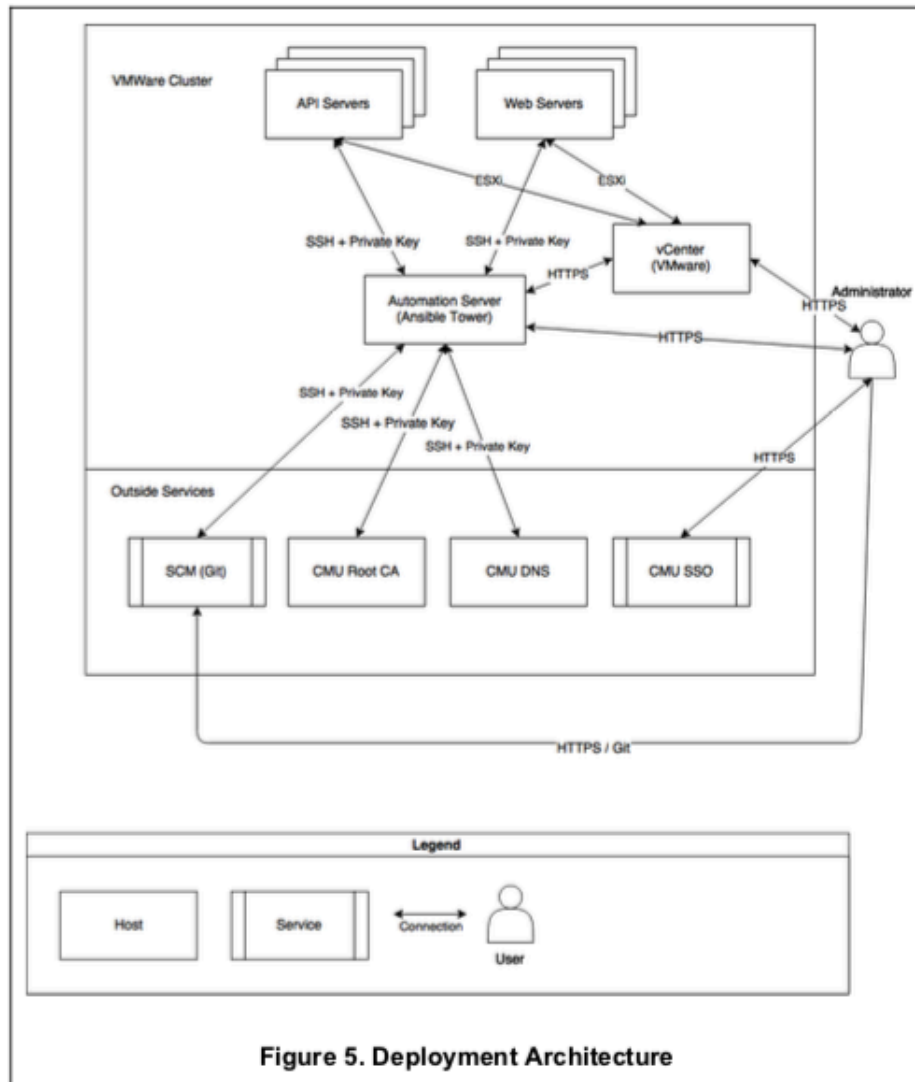 VMWare Cluster
API Servers
Web Servers
ESXi
ESXi
SSH + Private Key
SSH + Private Key
vCenter
(VMware)
HTTPS
Administrator
HTTPS
Automation Server
(Ansible Tower)
HTTPS
SSH + Private Key
SSH + Private Key
SSH + Private Key
HTTPS
Outside Services
SCM (Git)
CMU Root CA
CMU DNS
CMU SSO
HTTPS / Git
Legend
Host
Service
Connection
User
Figure 5. Deployment Architecture